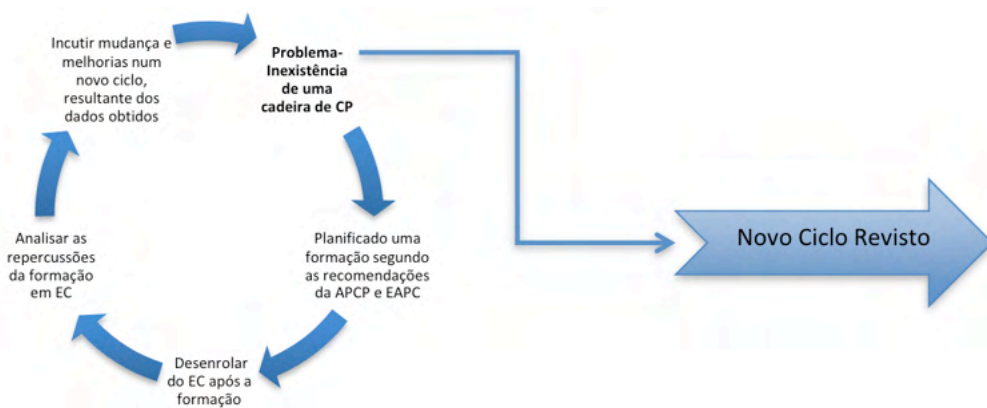 Incutir mudança e
melhorias num
novo ciclo,
resultante dos
dados obtidos
Problema-
Inexistência
de uma
cadeira de CP
Planificado uma
formação segundo
as recomendações
da APCP e EAPC
Desenrolar
do EC após a
formação
Analisar as
repercussões
da formação
em EC
Novo Ciclo Revisto